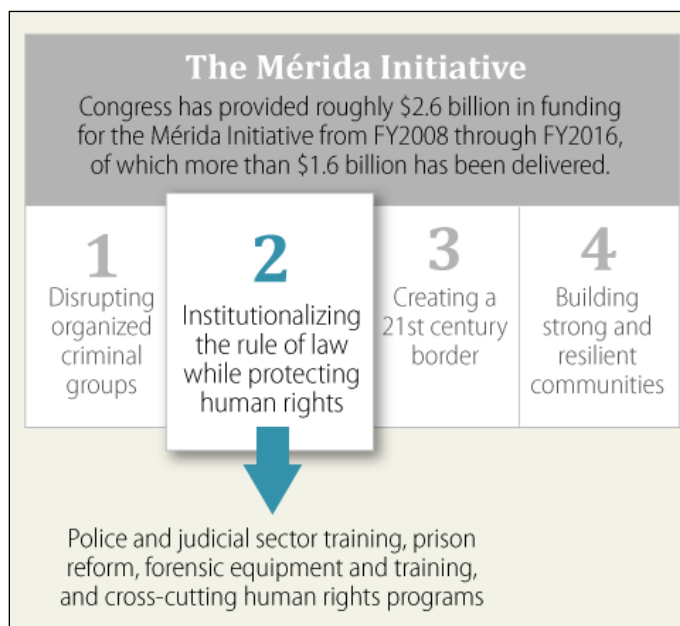 The Mérida Initiative
Congress has provided roughly $2.6 billion in funding
for the Mérida Initiative from FY2008 through FY2016,
of which more than $1.6 billion has been delivered.
1
Disrupting
organized
criminal
groups
2
Institutionalizing
the rule of law
while protecting
human rights
3
Creating a
21st century
border
4
Building
strong and
resilient
communities
Police and judicial sector training, prison
reform, forensic equipment and training,
and cross-cutting human rights programs